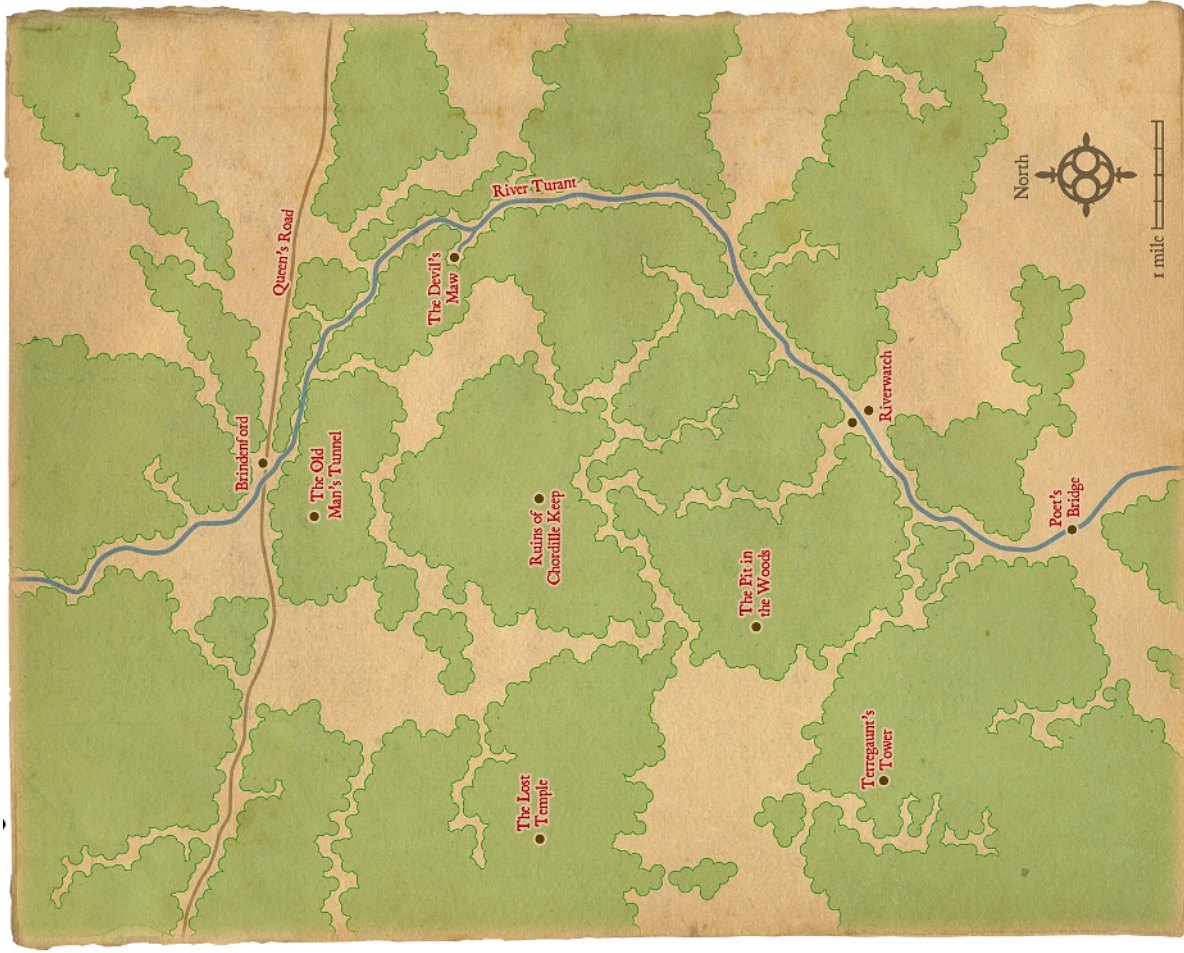 Brindenford
Queen's Road
The Old
Man's Tunnel
The Devil's
Maw
River Turant
The Lost
Temple
Ruins of
Chordille Keep
The Pit in
the Woods
Terregaunt's
Tower
Riverwatch
North
Poet's
Bridge
1 mile